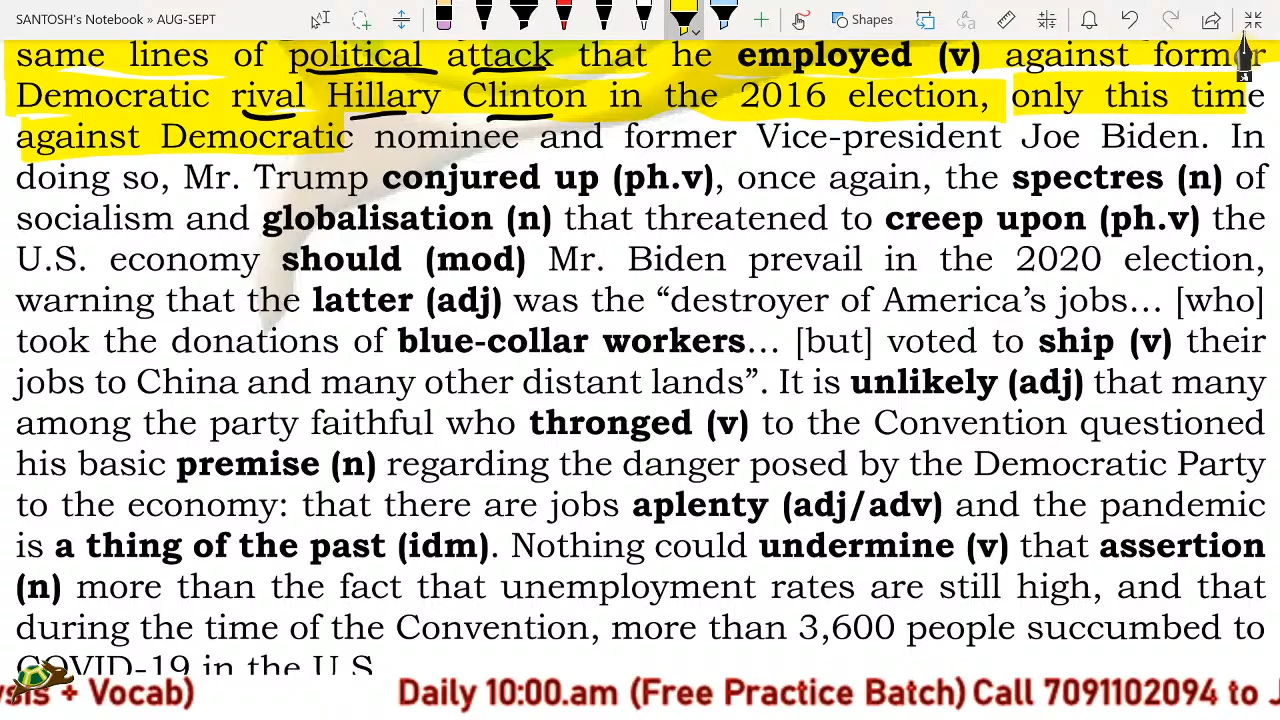 SANTOSH's Notebook » AUG-SEPT
Shapes
same lines of political attack that he employed (v) against former
Democratic rival Hillary Clinton in the 2016 election, only this time
against Democratic nominee and former Vice-president Joe Biden. In
doing so, Mr. Trump conjured up (ph.v), once again, the spectres (n) of
socialism and globalisation (n) that threatened to creep upon (ph.v) the
U.S. economy should (mod) Mr. Biden prevail in the 2020 election,
warning that the latter (adj) was the “destroyer of America’s jobs... [who]
took the donations of blue-collar workers... [but] voted to ship (v) their
jobs to China and many other distant lands”. It is unlikely (adj) that many
among the party faithful who thronged (v) to the Convention questioned
his basic premise (n) regarding the danger posed by the Democratic Party
to the economy: that there are jobs aplenty (adj/adv) and the pandemic
is a thing of the past (idm). Nothing could undermine (v) that assertion
(n) more than the fact that unemployment rates are still high, and that
during the time of the Convention, more than 3,600 people succumbed to
COVID-19 in the U.S.
+ Vocab) Daily 10:00.am (Free Practice Batch) Call 7091102094 to